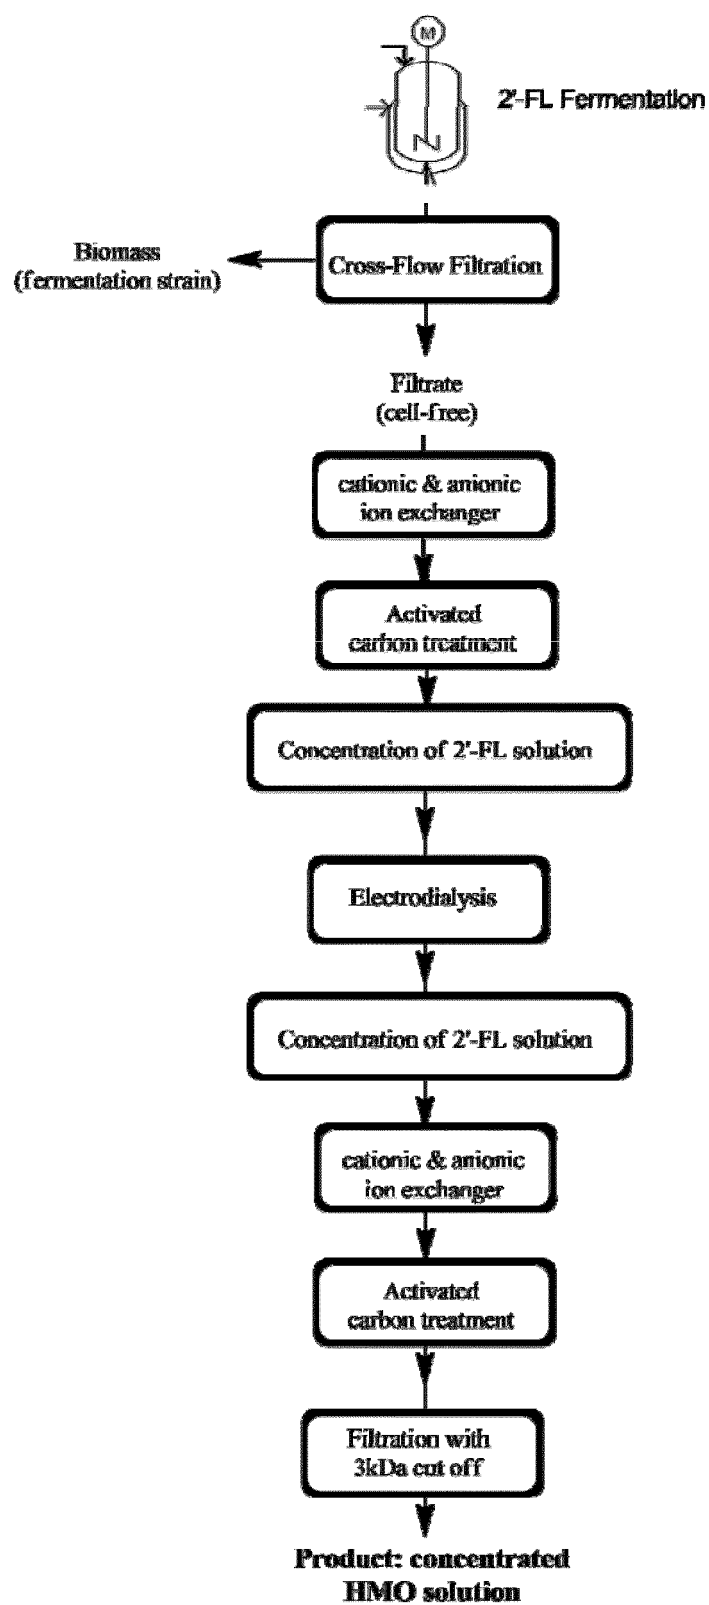 M
2'-FL Fermentation
Biomass
(fermentation strain)
Cross-Flow Filtration
Filtrate
(cell-free)
cationic & anionic
ion exchanger
Activated
carbon treatment
Concentration of 2'-FL solution
Electrodialysis
Concentration of 2'-FL solution
cationic & anionic
ion exchanger
Activated
carbon treatment
Filtration with
3kDa cut off
Product: concentrated
HMO solution